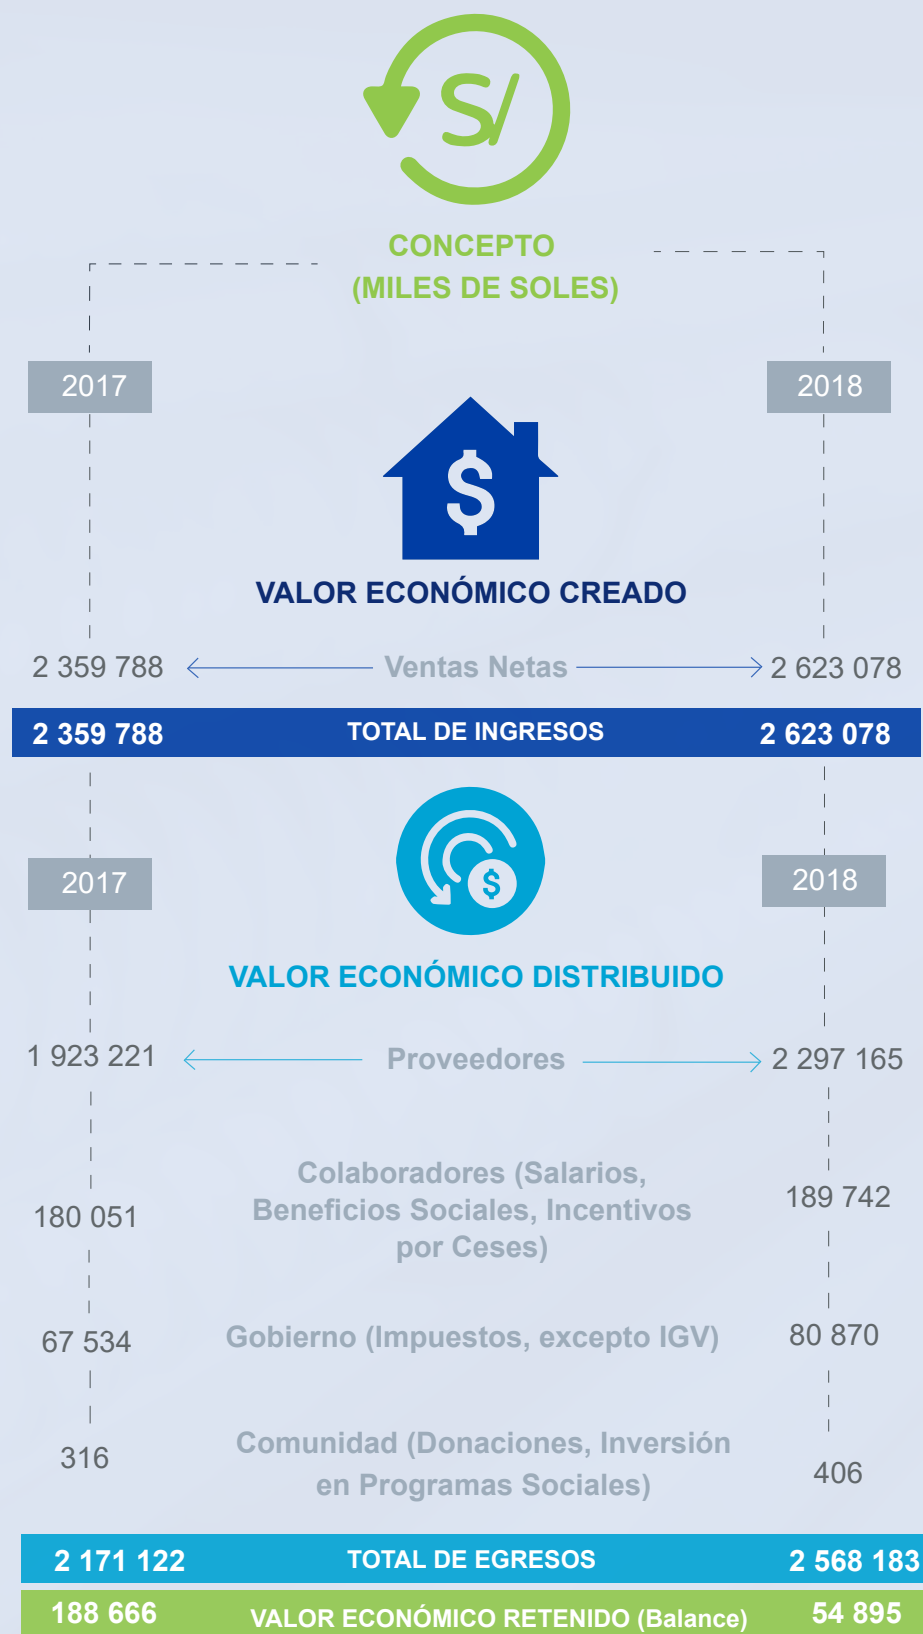 S/
CONCEPTO
(MILES DE SOLES)
2017 2018
$
VALOR ECONÓMICO CREADO
2 359 788 Ventas Netas 2 623 078
2 359 788 TOTAL DE INGRESOS 2 623 078
$
2017 2018
VALOR ECONÓMICO DISTRIBUIDO
1 923 221 Proveedores 2 297 165
Colaboradores (Salarios,
180 051 Beneficios Sociales, Incentivos 189 742
por Ceses)
67 534 Gobierno (Impuestos, excepto IGV) 80 870
316 Comunidad (Donaciones, Inversión 406
en Programas Sociales)
2 171 122 TOTAL DE EGRESOS 2 568 183
188 666 VALOR ECONÓMICO RETENIDO (Balance) 54 895